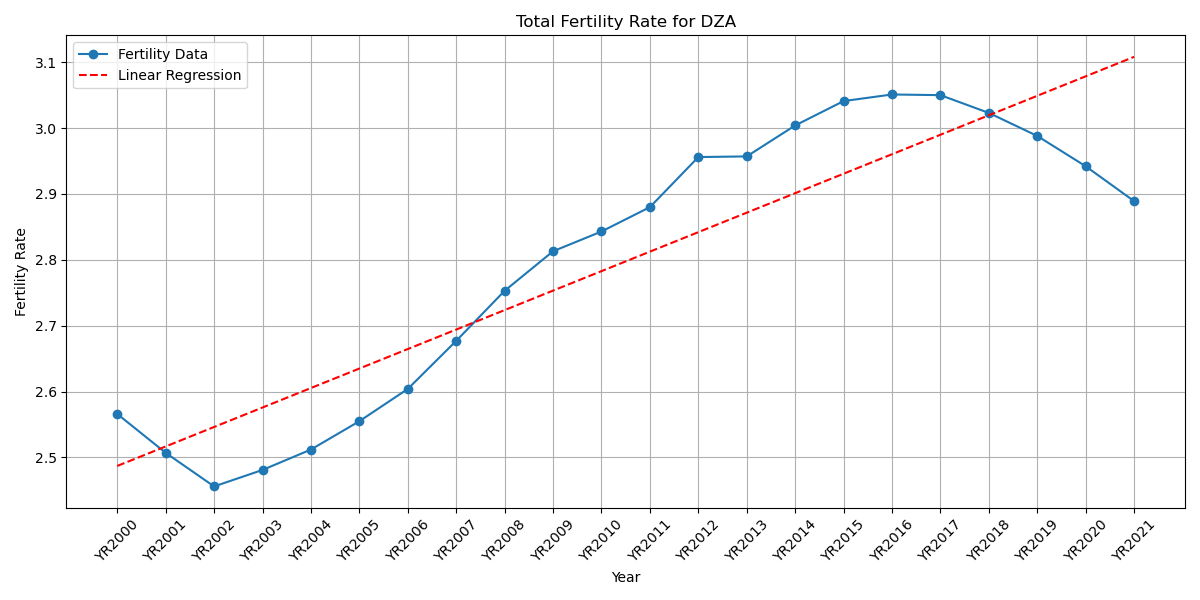 Total Fertility Rate for DZA
Fertility Data
Linear Regression
Fertility Rate
3.1
3.0
2.9
2.8
2.7
2.6
2.5
YR2000
YR2001
YR2002
YR2003
YR2004
YR2005
YR2006
YR2007
YR2008
YR2009
YR2010
YR2011
YR2012
YR2013
YR2014
YR2015
YR2016
YR2017
YR2018
YR2019
YR2020
YR2021
Year